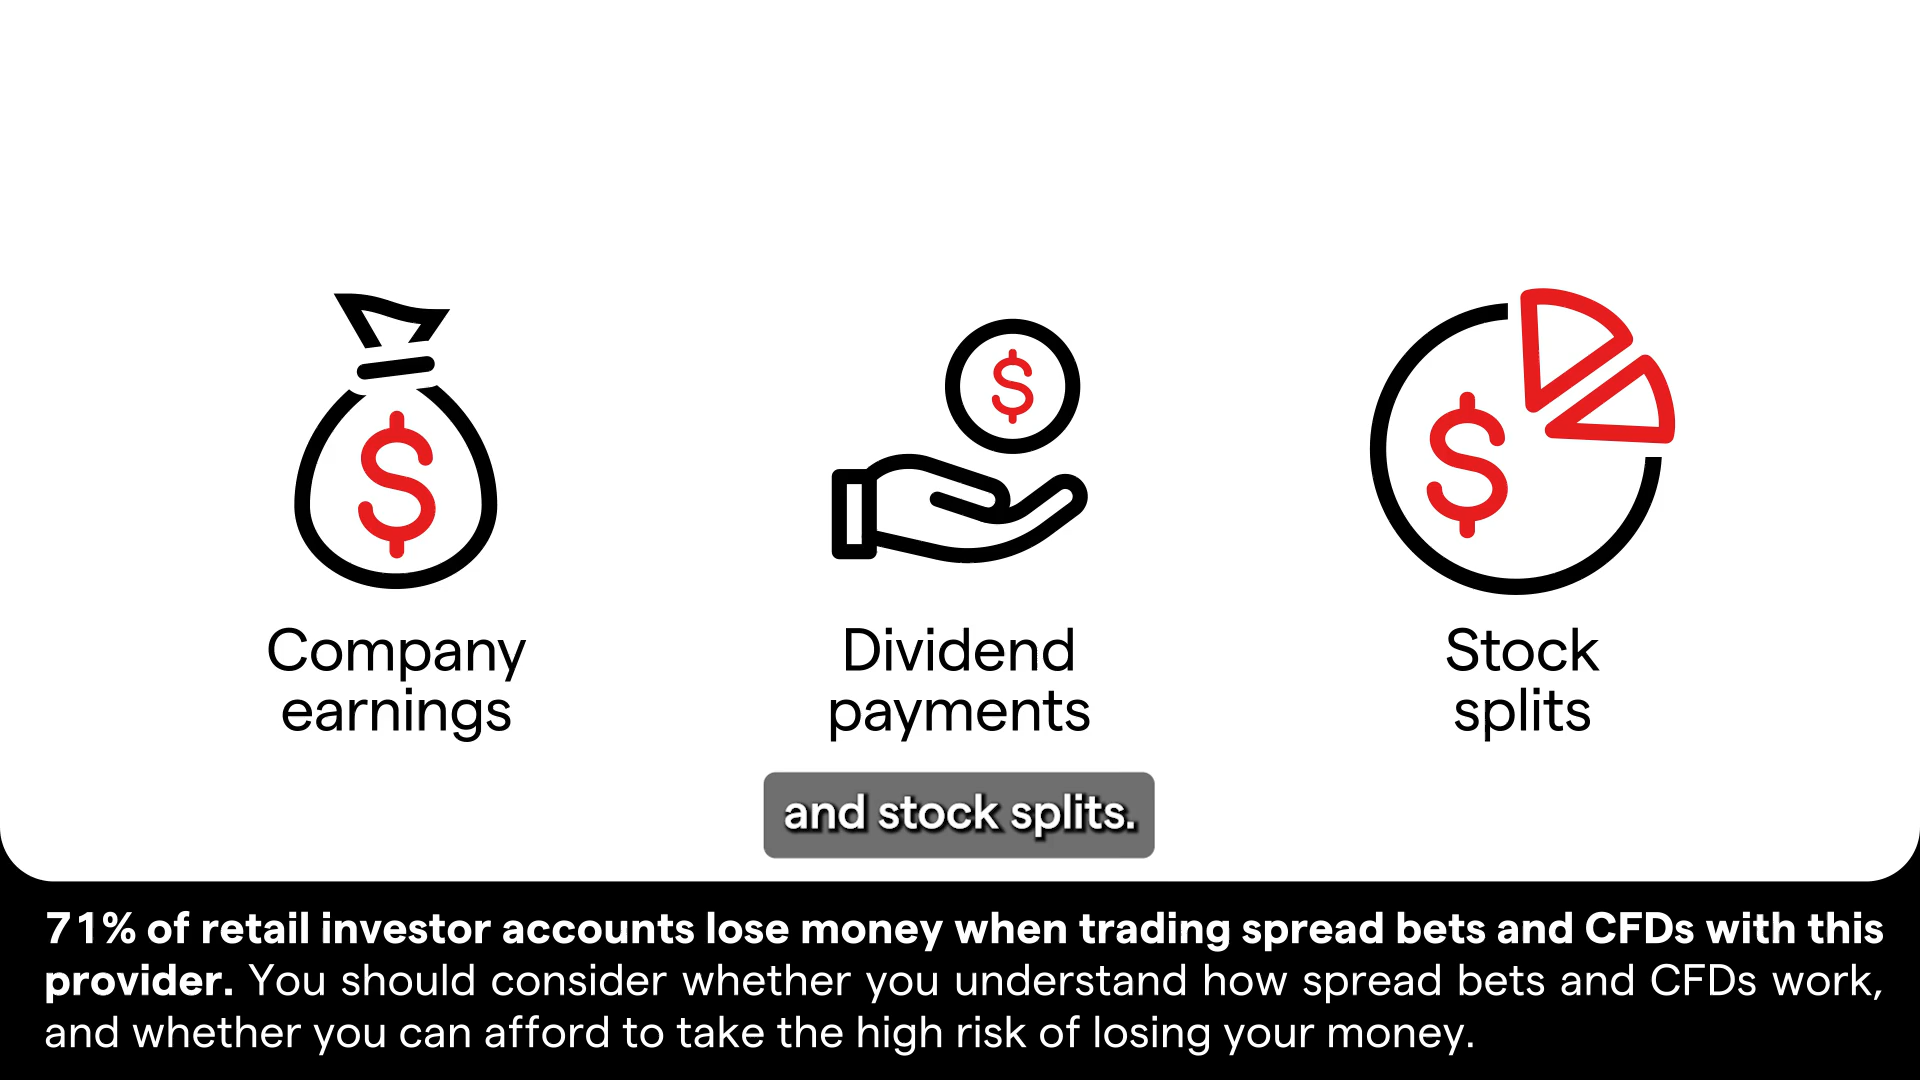 $
$
$
Company
earnings
Dividend
payments
Stock
splits
and stock splits.
71% of retail investor accounts lose money when trading spread bets and CFDs with this
provider. You should consider whether you understand how spread bets and CFDs work,
and whether you can afford to take the high risk of losing your money.